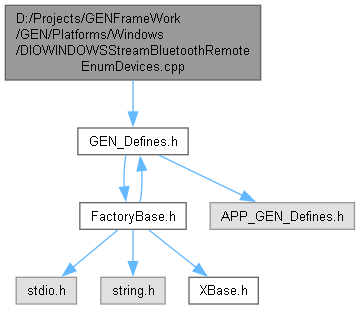 D:/Projects/GENFrameWork
/GEN/Platforms/Windows
/DIOWINDOWSStreamBluetoothRemote
EnumDevices.cpp
GEN_Defines.h
FactoryBase.h
APP_GEN_Defines.h
stdio.h
string.h
XBase.h